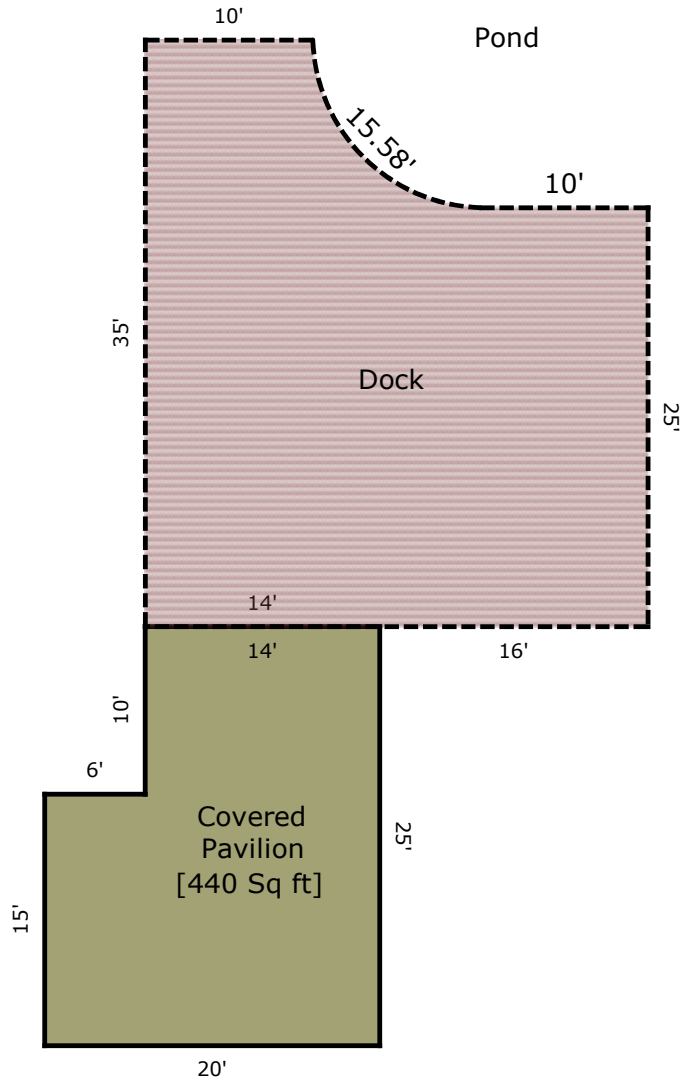 10'
Pond
15.58'
10'
35'
Dock
25'
14'
14'
16'
10'
6'
Covered
Pavilion
[440 Sq ft]
25'
15'
20'